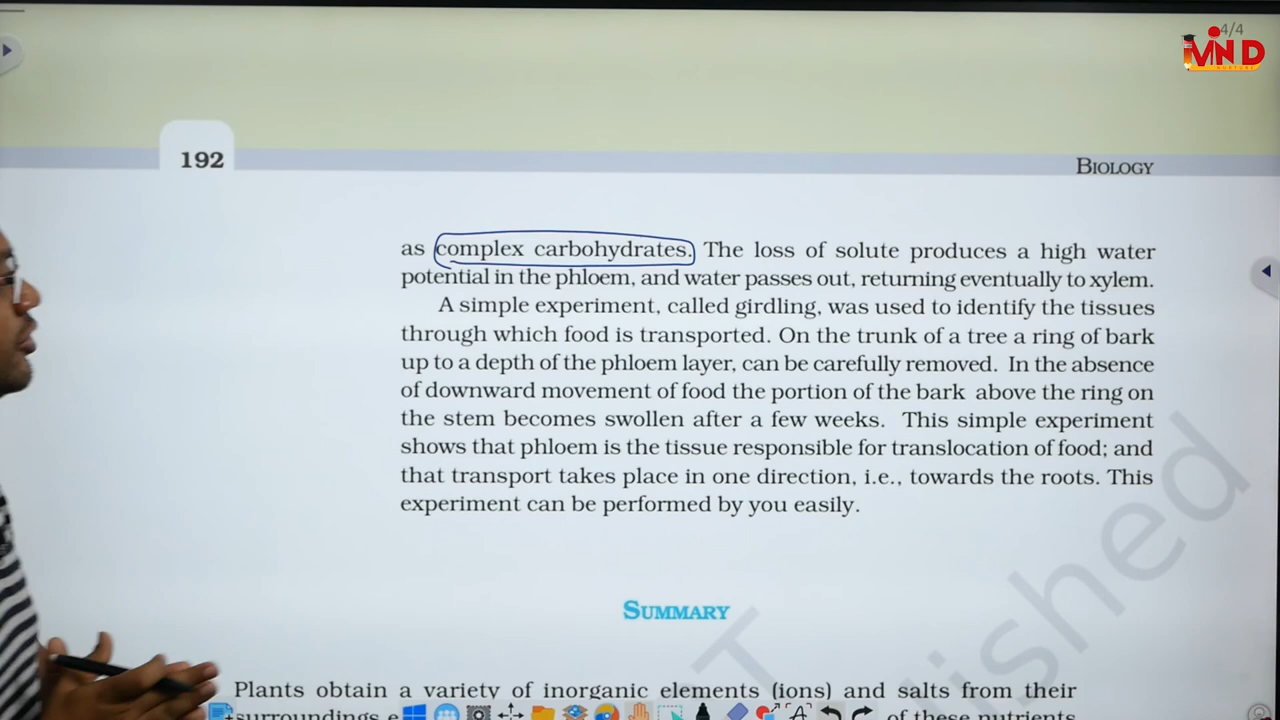 4/4
MIND
192
BIOLOGY
as complex carbohydrates. The loss of solute produces a high water
potential in the phloem, and water passes out, returning eventually to xylem.
A simple experiment, called girdling, was used to identify the tissues
through which food is transported. On the trunk of a tree a ring of bark
up to a depth of the phloem layer, can be carefully removed. In the absence
of downward movement of food the portion of the bark above the ring on
the stem becomes swollen after a few weeks. This simple experiment
shows that phloem is the tissue responsible for translocation of food; and
that transport takes place in one direction, i.e., towards the roots. This
experiment can be performed by you easily.
SUMMARY
Plants obtain a variety of inorganic elements (ions) and salts from their
surroundings e of these nutrients